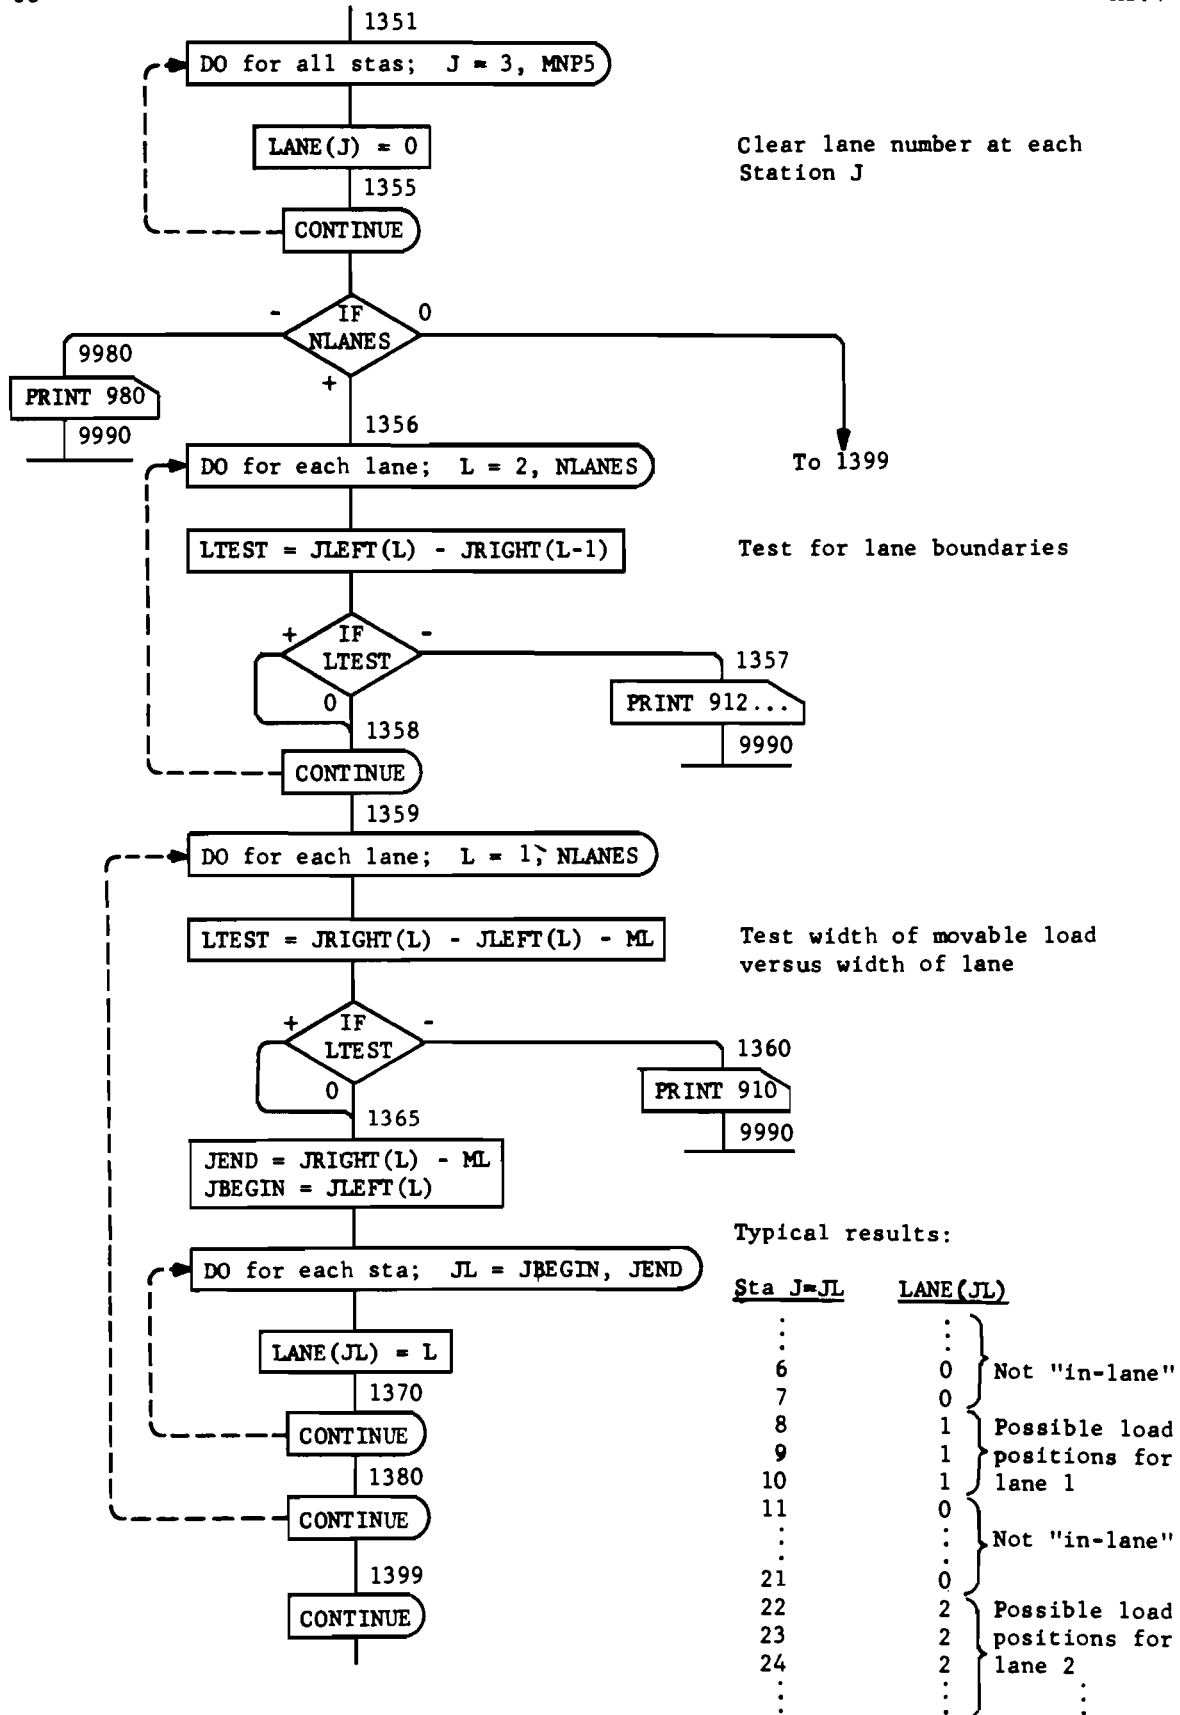 1351
DO for all stas; J = 3, MNP5
LANE(J) = 0
Clear lane number at each
Station J
1355
CONTINUE
- IF 0
NLANES
+
9980
PRINT 980
9990
1356
To 1399
DO for each lane; L = 2, NLANES
LTEST = JLEFT(L) - JRIGHT(L-1)
Test for lane boundaries
+ IF -
LTEST
0
1357
PRINT 912...
9990
1358
CONTINUE
1359
DO for each lane; L = 1, NLANES
LTEST = JRIGHT(L) - JLEFT(L) - ML
Test width of movable load
versus width of lane
+ IF -
LTEST
0
1360
PRINT 910
9990
1365
JEND = JRIGHT(L) - ML
JBEGIN = JLEFT(L)
DO for each sta; JL = JBEGIN, JEND
LANE(JL) = L
1370
CONTINUE
1380
CONTINUE
1399
CONTINUE
Typical results:
Sta J=JL LANE(JL)
: :
6 0 Not "in-lane"
7 0
8 1 Possible load
9 1 positions for
10 1 lane 1
11 0
: : Not "in-lane"
21 0
22 2 Possible load
23 2 positions for
24 2 lane 2
: : :